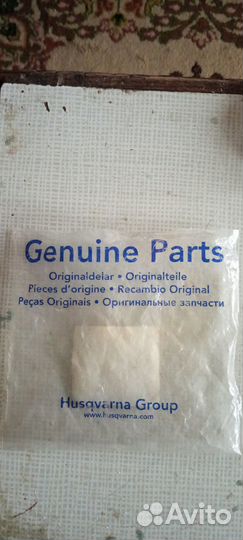 Genuine Parts
Originaldelar • Originalteile
Pieces d'origine • Recambio Original
Peças Originais • Оригинальные запчасти
Husqvarna Group
www.husqvarna.com
Avito